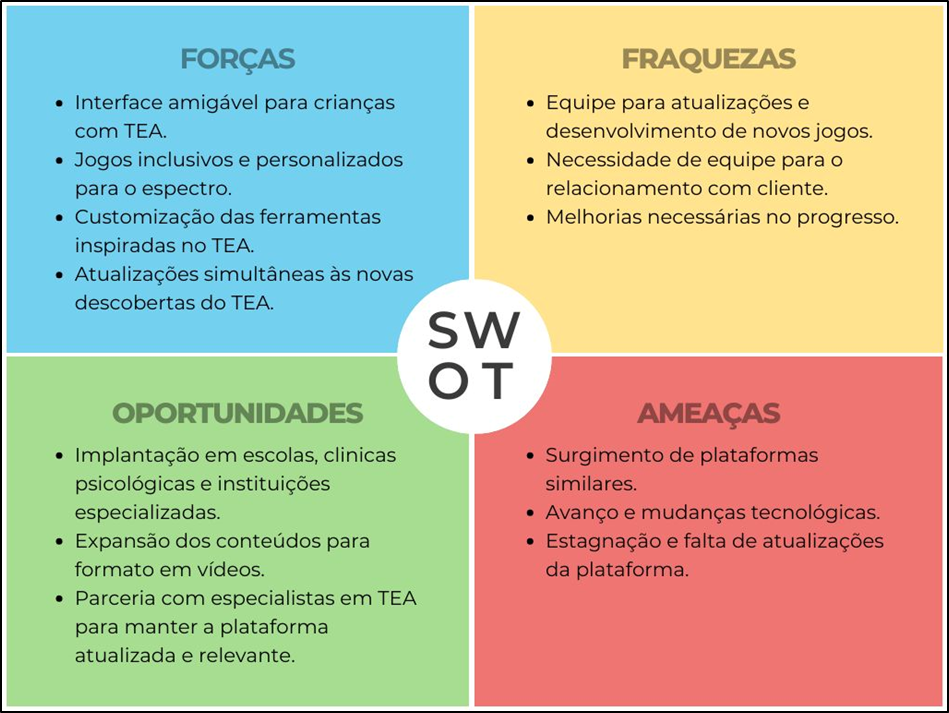 FORÇAS
• Interface amigável para crianças
com TEA.
• Jogos inclusivos e personalizados
para o espectro.
• Customização das ferramentas
inspiradas no TEA.
• Atualizações simultâneas às novas
descobertas do TEA.
FRAQUEZAS
• Equipe para atualizações e
desenvolvimento de novos jogos.
• Necessidade de equipe para o
relacionamento com cliente.
• Melhorias necessárias no progresso.
SW
OT
OPORTUNIDADES
• Implantação em escolas, clinicas
psicológicas e instituições
especializadas.
• Expansão dos conteúdos para
formato em vídeos.
• Parceria com especialistas em TEA
para manter a plataforma
atualizada e relevante.
AMEAÇAS
• Surgimento de plataformas
similares.
• Avanço e mudanças tecnológicas.
• Estagnação e falta de atualizações
da plataforma.